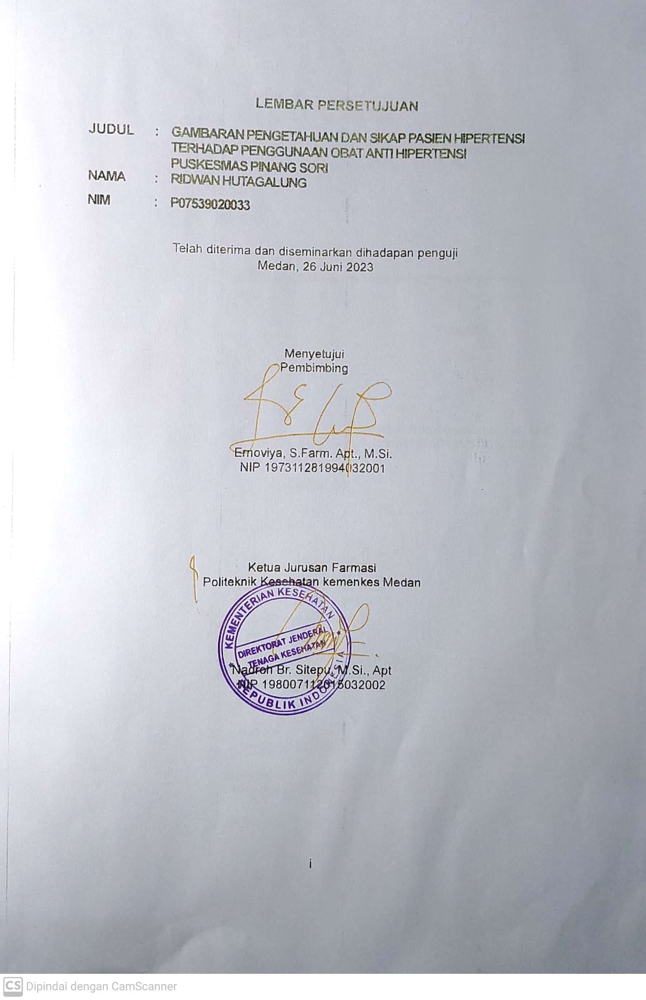 LEMBAR PERSETUJUAN
JUDUL : GAMBARAN PENGETAHUAN DAN SIKAP PASIEN HIPERTENSI
TERHADAP PENGGUNAAN OBAT ANTI HIPERTENSI
PUSKESMAS PINANG SORI
NAMA : RIDWAN HUTAGALUNG
NIM : P07539020033
Telah diterima dan diseminarkan dihadapan penguji
Medan, 26 Juni 2023
Menyetujui
Pembimbing
Ernoviya, S.Farm. Apt., M.Si.
NIP 197311281994032001
Ketua Jurusan Farmasi
Politeknik Kesehatan kemenkes Medan
KEMENTERIAN KESEHATAN
DIREKTORAT JENDERAL
TENAGA KESEHATAN
Nadroh Br. Sitepu, M.Si., Apt
NIP 198007112015032002
REPUBLIK INDONESIA
i
CS Dipindai dengan CamScanner